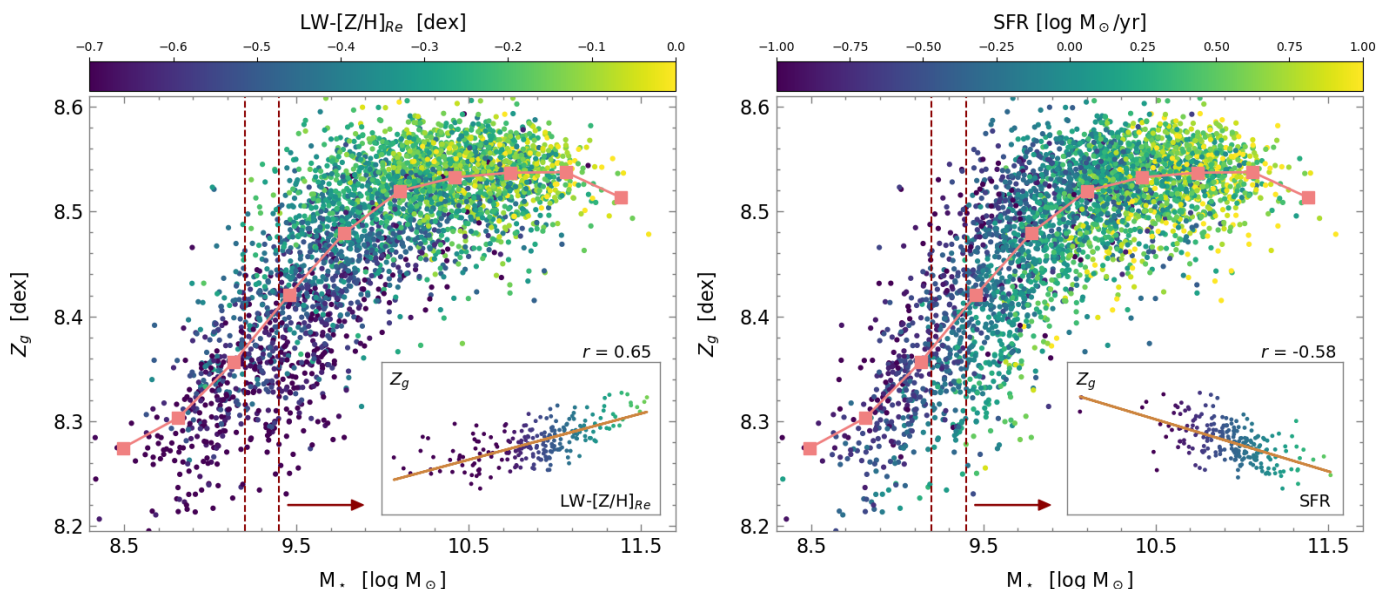 LW-[Z/H]Re [dex]
−0.7 −0.6 −0.5 −0.4 −0.3 −0.2 −0.1 0.0
8.6
8.5
8.4
8.3
8.2
Zg [dex]
r = 0.65
Zg
LW-[Z/H]Re
8.5 9.5 10.5 11.5
M⋆ [log M⊙]
SFR [log M⊙/yr]
−1.00 −0.75 −0.50 −0.25 0.00 0.25 0.50 0.75 1.00
8.6
8.5
8.4
8.3
8.2
Zg [dex]
r = -0.58
Zg
SFR
8.5 9.5 10.5 11.5
M⋆ [log M⊙]